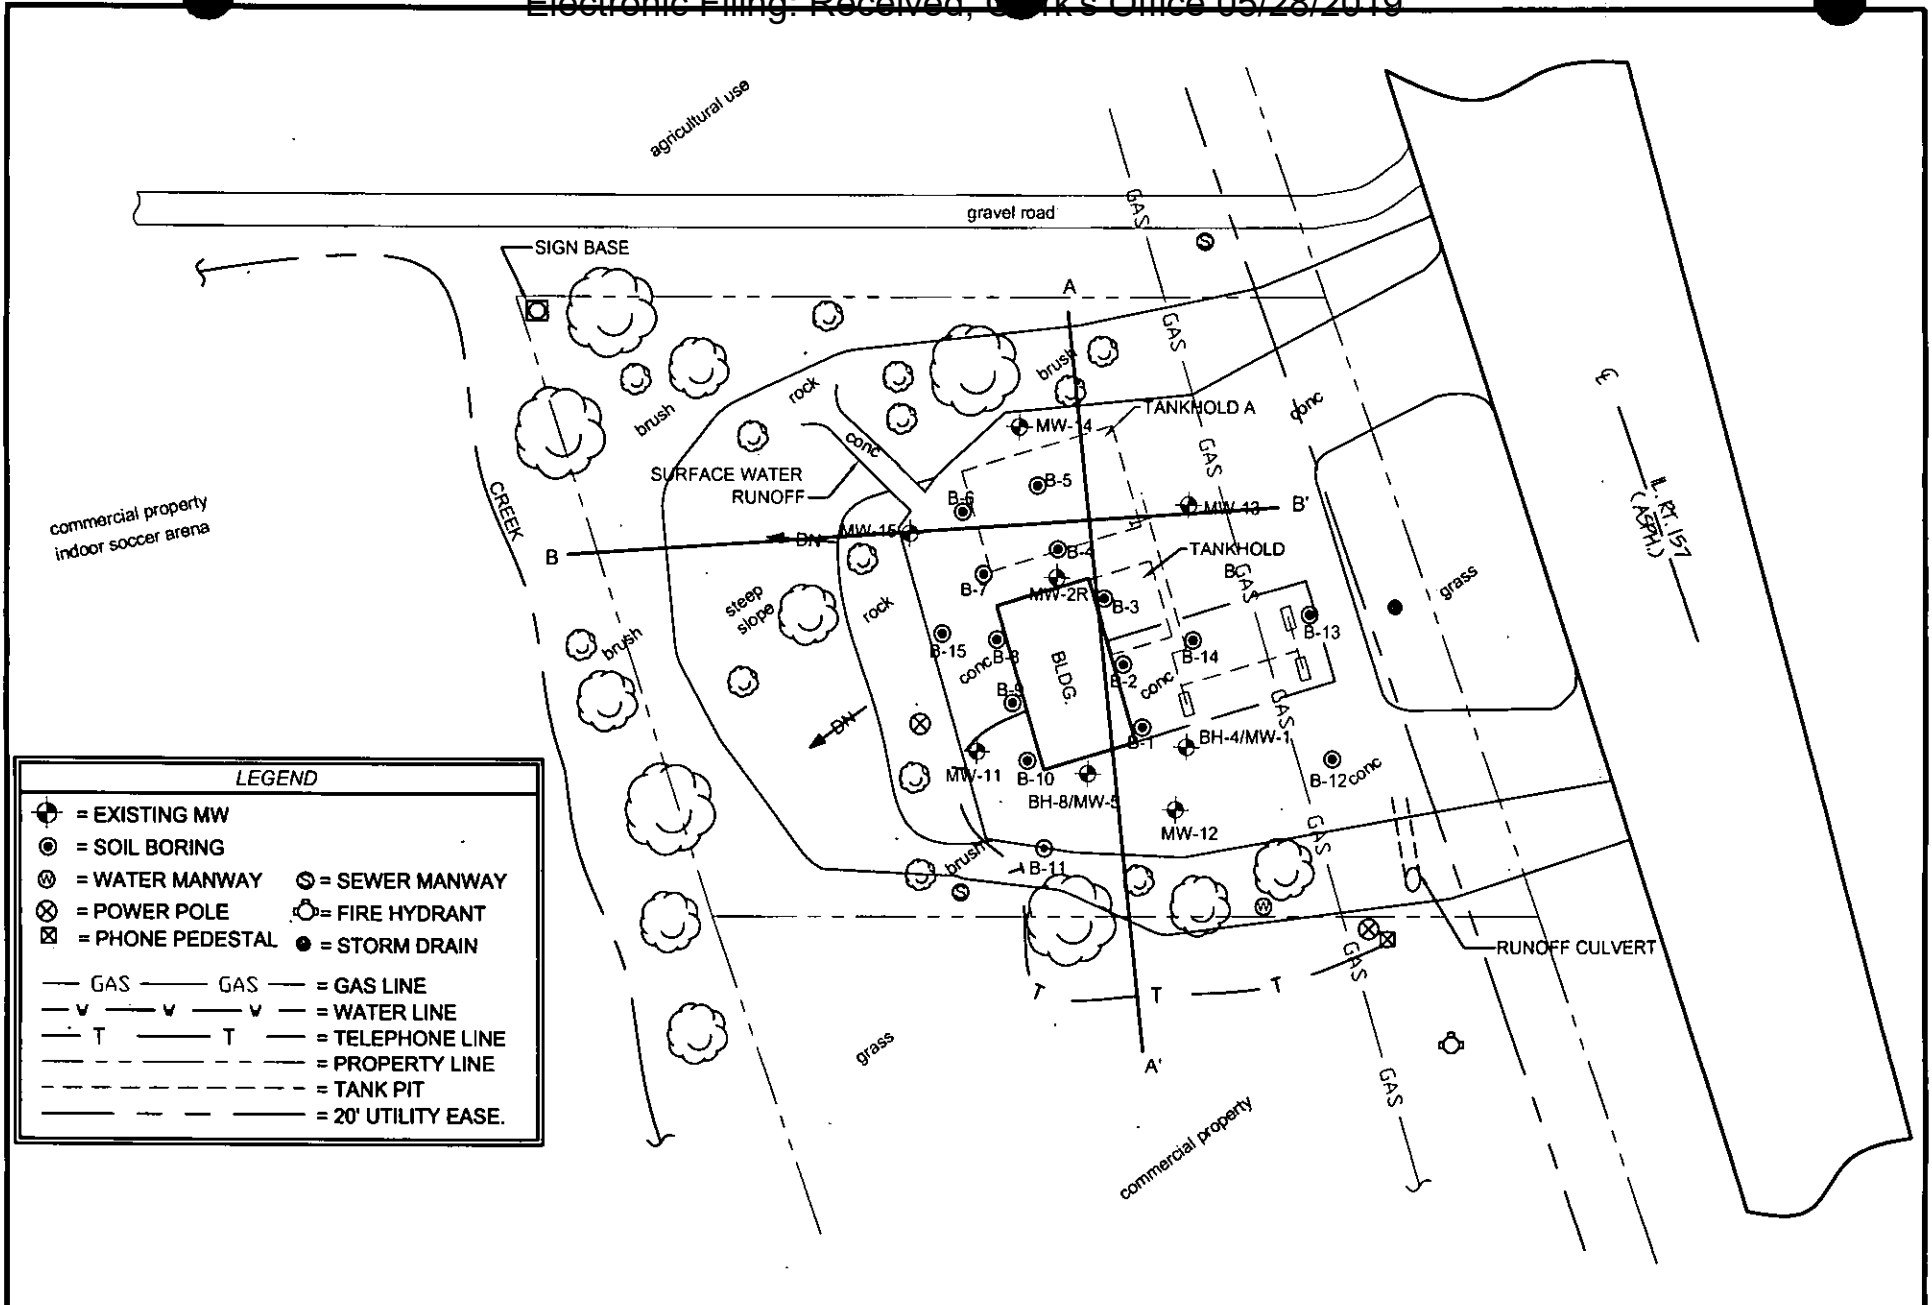 Electronic Filing: Received, Clerk's Office 05/28/2019
agricultural use
gravel road
GAS
SIGN BASE
S
A
GAS
brush
rock
brush
conc
TANKHOLD A
MW-14
conc
GAS
SURFACE WATER
RUNOFF
B-5
B-6
commercial property
indoor soccer arena
CREEK
MW-13
B'
MW-15
DN
B
B-4
TANKHOLD
B
GAS
IL. RT. 157
(ASPH.)
B-7
MW-2R
B-3
grass
steep
slope
rock
B-13
brush
B-15
B-8
conc
B-14
BLDG.
B-2
conc
B-9
GAS
DN
B-1
BH-4/MW-1
MW-11
B-10
B-12
conc
BH-8/MW-5
MW-12
GAS
brush
T
B-11
S
W
RUNOFF CULVERT
GAS
T
T
T
grass
A'
GAS
commercial property
LEGEND
= EXISTING MW
= SOIL BORING
W = WATER MANWAY S = SEWER MANWAY
= POWER POLE = FIRE HYDRANT
= PHONE PEDESTAL = STORM DRAIN
GAS GAS = GAS LINE
W W W = WATER LINE
T T = TELEPHONE LINE
= PROPERTY LINE
= TANK PIT
= 20' UTILITY EASE.